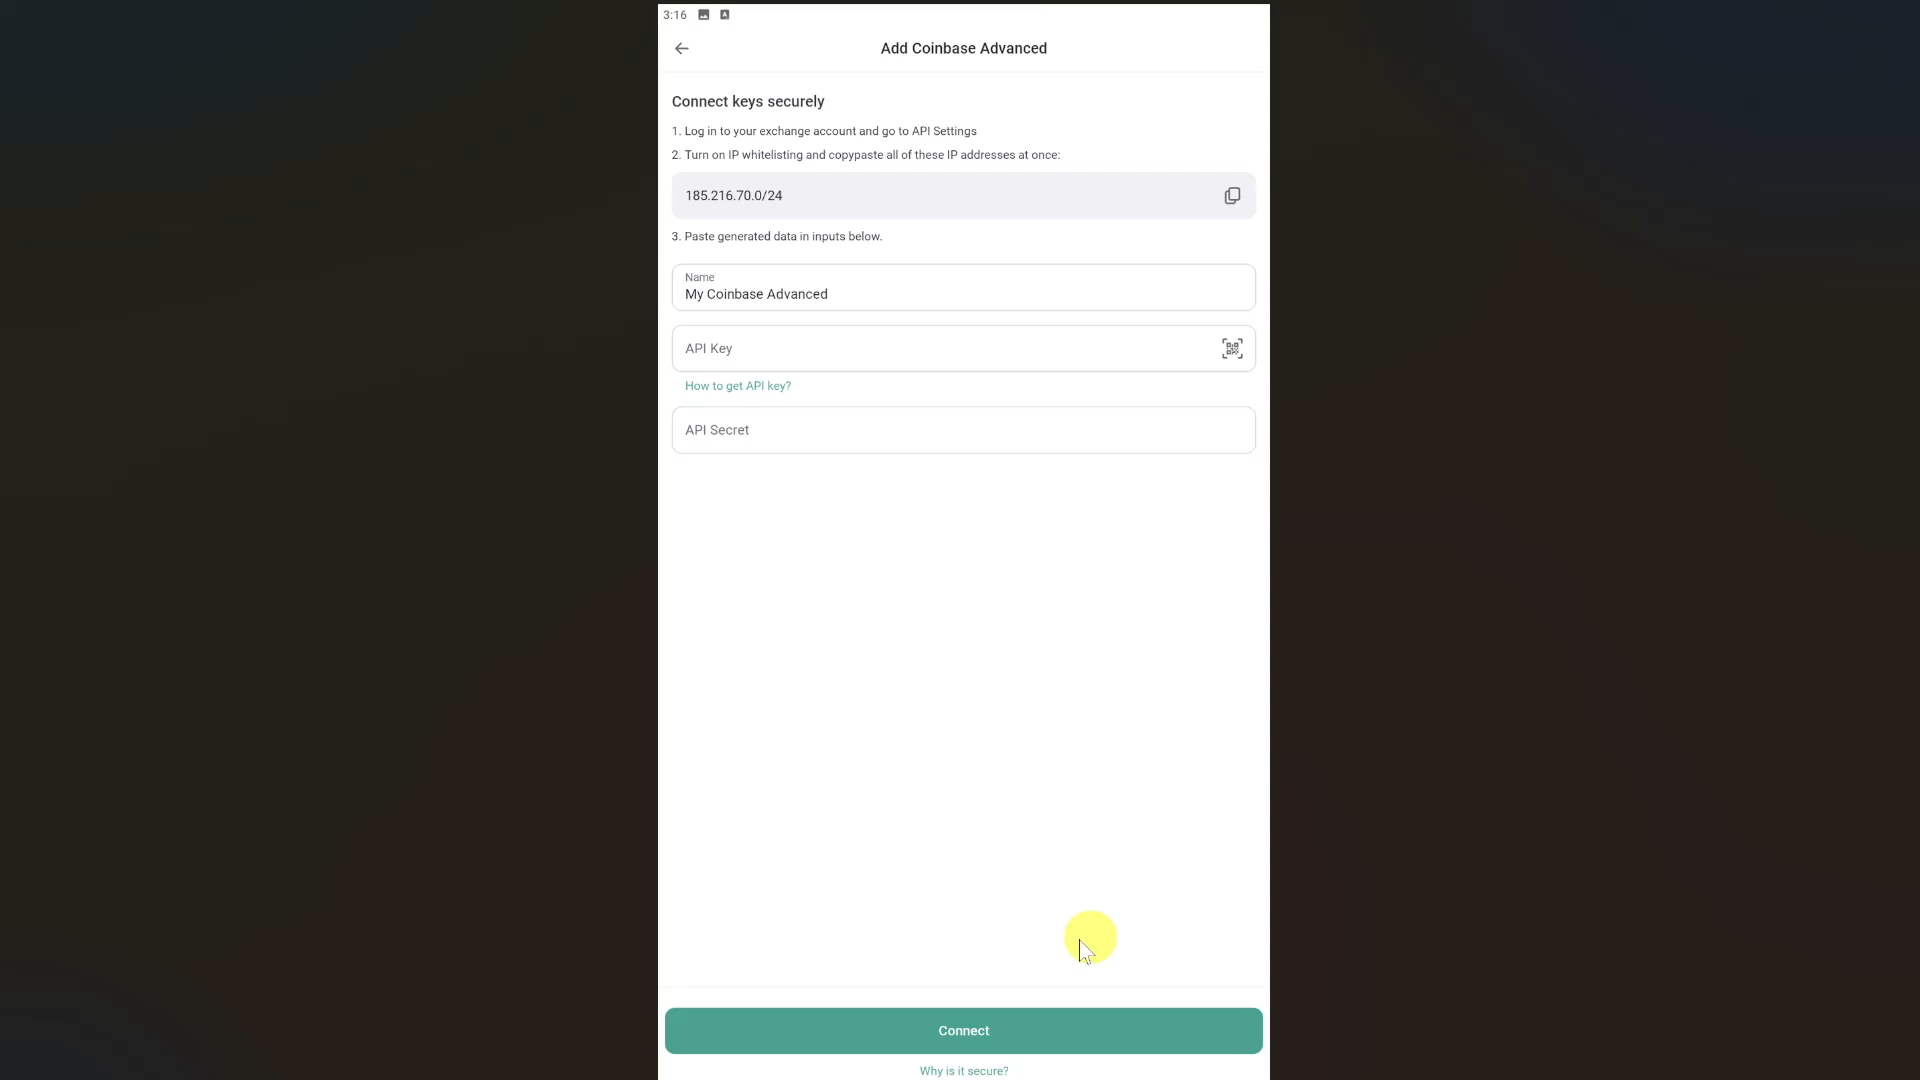 3:16
Add Coinbase Advanced
Connect keys securely
1. Log in to your exchange account and go to API Settings
2. Turn on IP whitelisting and copypaste all of these IP addresses at once:
185.216.70.0/24
3. Paste generated data in inputs below.
Name
My Coinbase Advanced
API Key
How to get API key?
API Secret
Connect
Why is it secure?